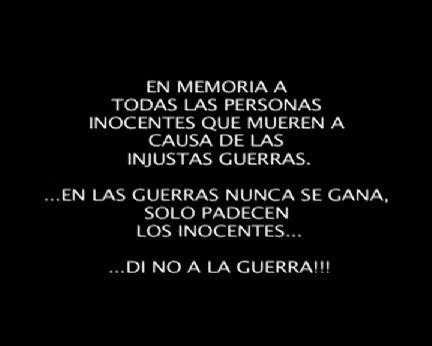 EN MEMORIA A
TODAS LAS PERSONAS
INOCENTES QUE MUEREN A
CAUSA DE LAS
INJUSTAS GUERRAS.
...EN LAS GUERRAS NUNCA SE GANA,
SOLO PADECEN
LOS INOCENTES...
...DI NO A LA GUERRA!!!